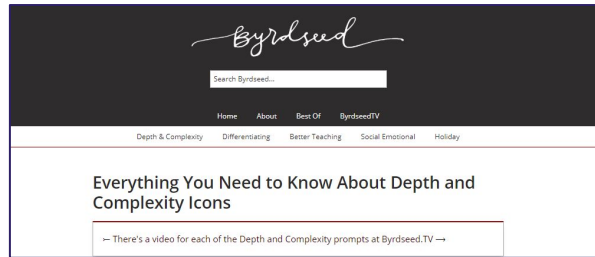 Byrdseed
Search Byrdseed...
Home About Best Of ByrdseedTV
Depth & Complexity Differentiating Better Teaching Social Emotional Holiday
Everything You Need to Know About Depth and
Complexity Icons
⤚ There's a video for each of the Depth and Complexity prompts at Byrdseed.TV ⟶